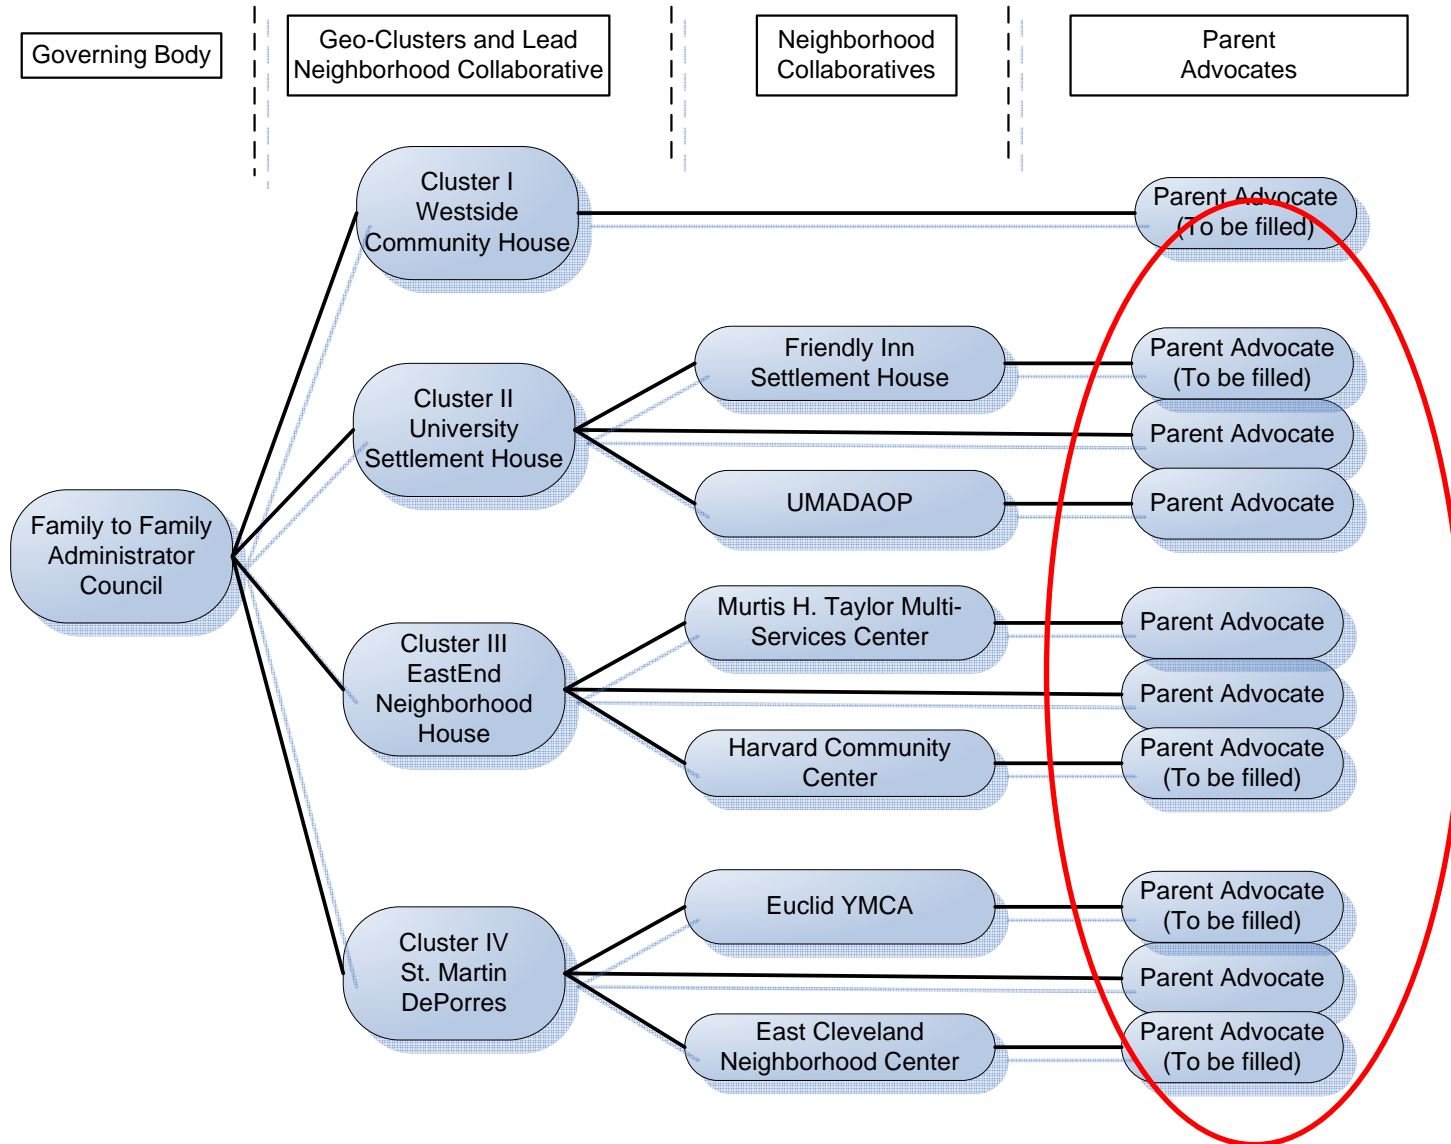 Governing Body
Geo-Clusters and Lead
Neighborhood Collaborative
Neighborhood
Collaboratives
Parent
Advocates
Family to Family
Administrator
Council
Cluster I
Westside
Community House
Parent Advocate
(To be filled)
Cluster II
University
Settlement House
Friendly Inn
Settlement House
Parent Advocate
(To be filled)
Parent Advocate
UMADAOP
Parent Advocate
Cluster III
EastEnd
Neighborhood
House
Murtis H. Taylor Multi-
Services Center
Parent Advocate
Parent Advocate
Harvard Community
Center
Parent Advocate
(To be filled)
Cluster IV
St. Martin
DePorres
Euclid YMCA
Parent Advocate
(To be filled)
Parent Advocate
East Cleveland
Neighborhood Center
Parent Advocate
(To be filled)